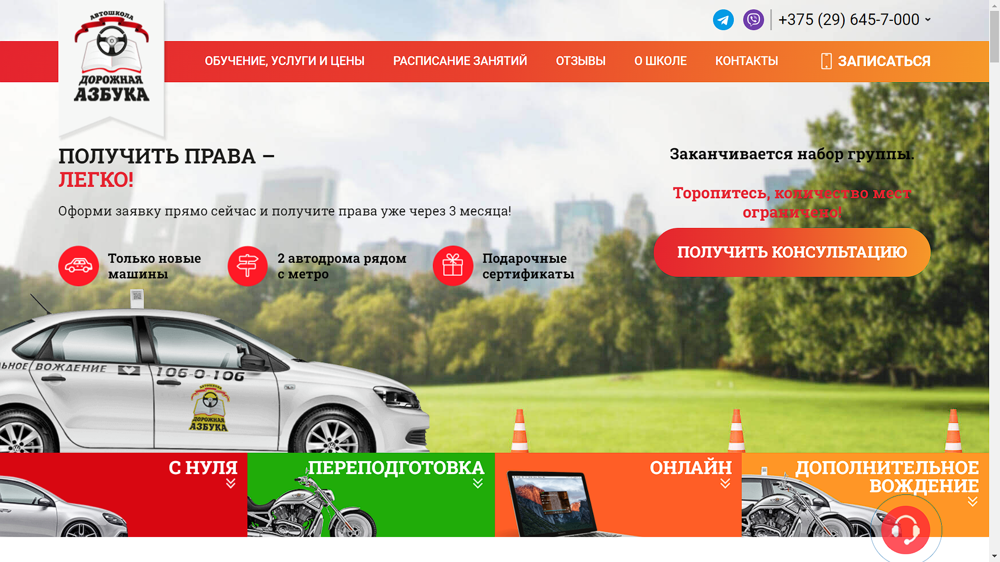 АВТОШКОЛА
ДОРОЖНАЯ
АЗБУКА
+375 (29) 645-7-000
ОБУЧЕНИЕ, УСЛУГИ И ЦЕНЫ
РАСПИСАНИЕ ЗАНЯТИЙ
ОТЗЫВЫ
О ШКОЛЕ
КОНТАКТЫ
ЗАПИСАТЬСЯ
ПОЛУЧИТЬ ПРАВА –
ЛЕГКО!
Оформи заявку прямо сейчас и получите права уже через 3 месяца!
Только новые
машины
2 автодрома рядом
с метро
Подарочные
сертификаты
Заканчивается набор группы.
Торопитесь, количество мест
ограничено!
ПОЛУЧИТЬ КОНСУЛЬТАЦИЮ
ЬНОЕ ВОЖДЕНИЕ 106-0-106
АВТОШКОЛА
ДОРОЖНАЯ
АЗБУКА
С НУЛЯ
ПЕРЕПОДГОТОВКА
ОНЛАЙН
ДОПОЛНИТЕЛЬНОЕ
ВОЖДЕНИЕ